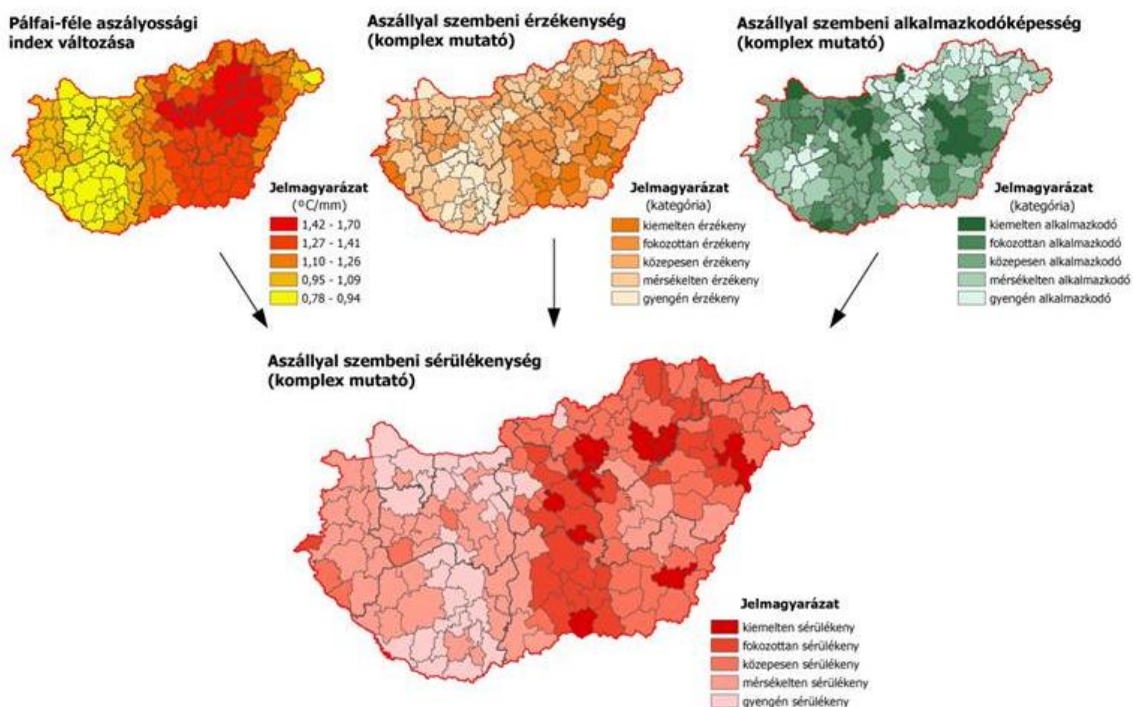 Pálfai-féle aszályossági
index változása
Jelmagyarázat
(ºC/mm)
1,42 - 1,70
1,27 - 1,41
1,10 - 1,26
0,95 - 1,09
0,78 - 0,94
Aszállyal szembeni érzékenység
(komplex mutató)
Jelmagyarázat
(kategória)
kiemelten érzékeny
fokozottan érzékeny
közepesen érzékeny
mérsékelten érzékeny
gyengén érzékeny
Aszállyal szembeni alkalmazkodóképesség
(komplex mutató)
Jelmagyarázat
(kategória)
kiemelten alkalmazkodó
fokozottan alkalmazkodó
közepesen alkalmazkodó
mérsékelten alkalmazkodó
gyengén alkalmazkodó
Aszállyal szembeni sérülékenység
(komplex mutató)
Jelmagyarázat
kiemelten sérülékeny
fokozottan sérülékeny
közepesen sérülékeny
mérsékelten sérülékeny
gyengén sérülékeny